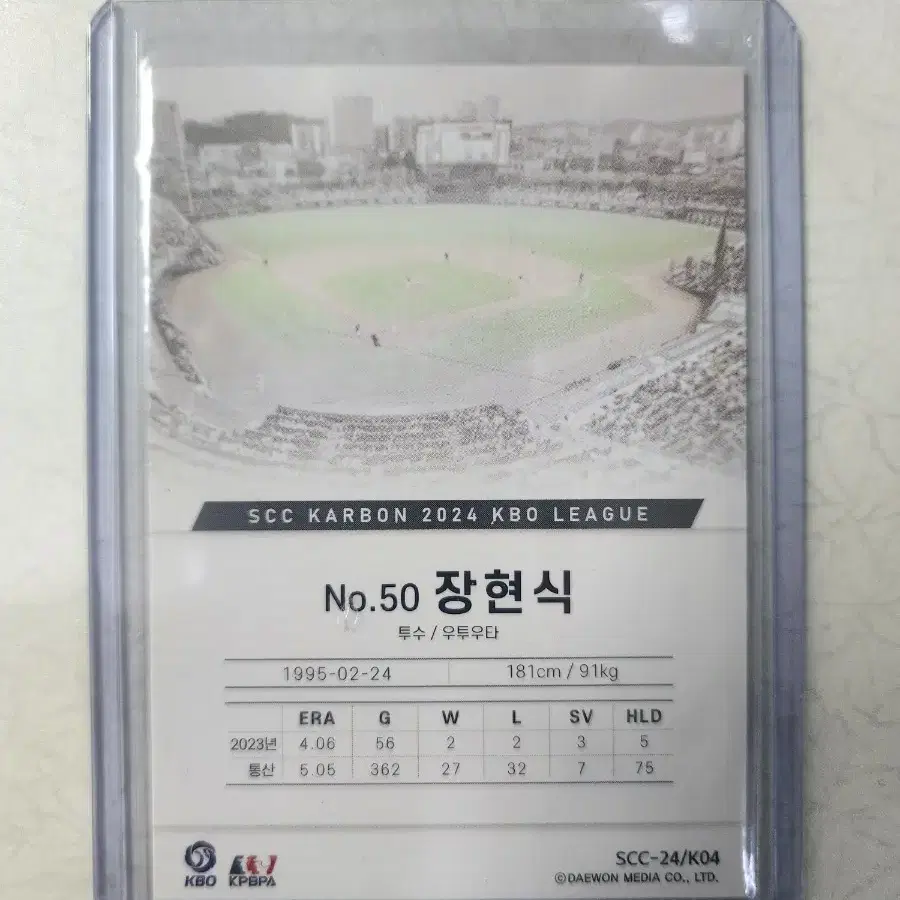 SCC KARBON 2024 KBO LEAGUE
No.50 장현식
투수 / 우투우타
1995-02-24 181cm / 91kg
ERA G W L SV HLD
2023년 4.06 56 2 2 3 5
통산 5.05 362 27 32 7 75
KBO KPBPA
SCC-24/K04
©DAEWON MEDIA CO., LTD.